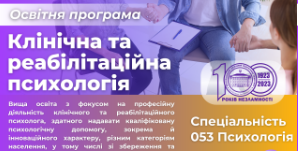 Освітня програма
Клінічна та
реабілітаційна
психологія
Вища освіта з фокусом на професійну
діяльність клінічного та реабілітаційного
психолога, здатного надавати кваліфіковану
психологічну допомогу, зокрема й
інноваційного характеру, різним категоріям
населення, у тому числі зі збереження та
100
1923
2023
РОКІВ НЕЗЛАМНОСТІ
Спеціальність
053 Психологія